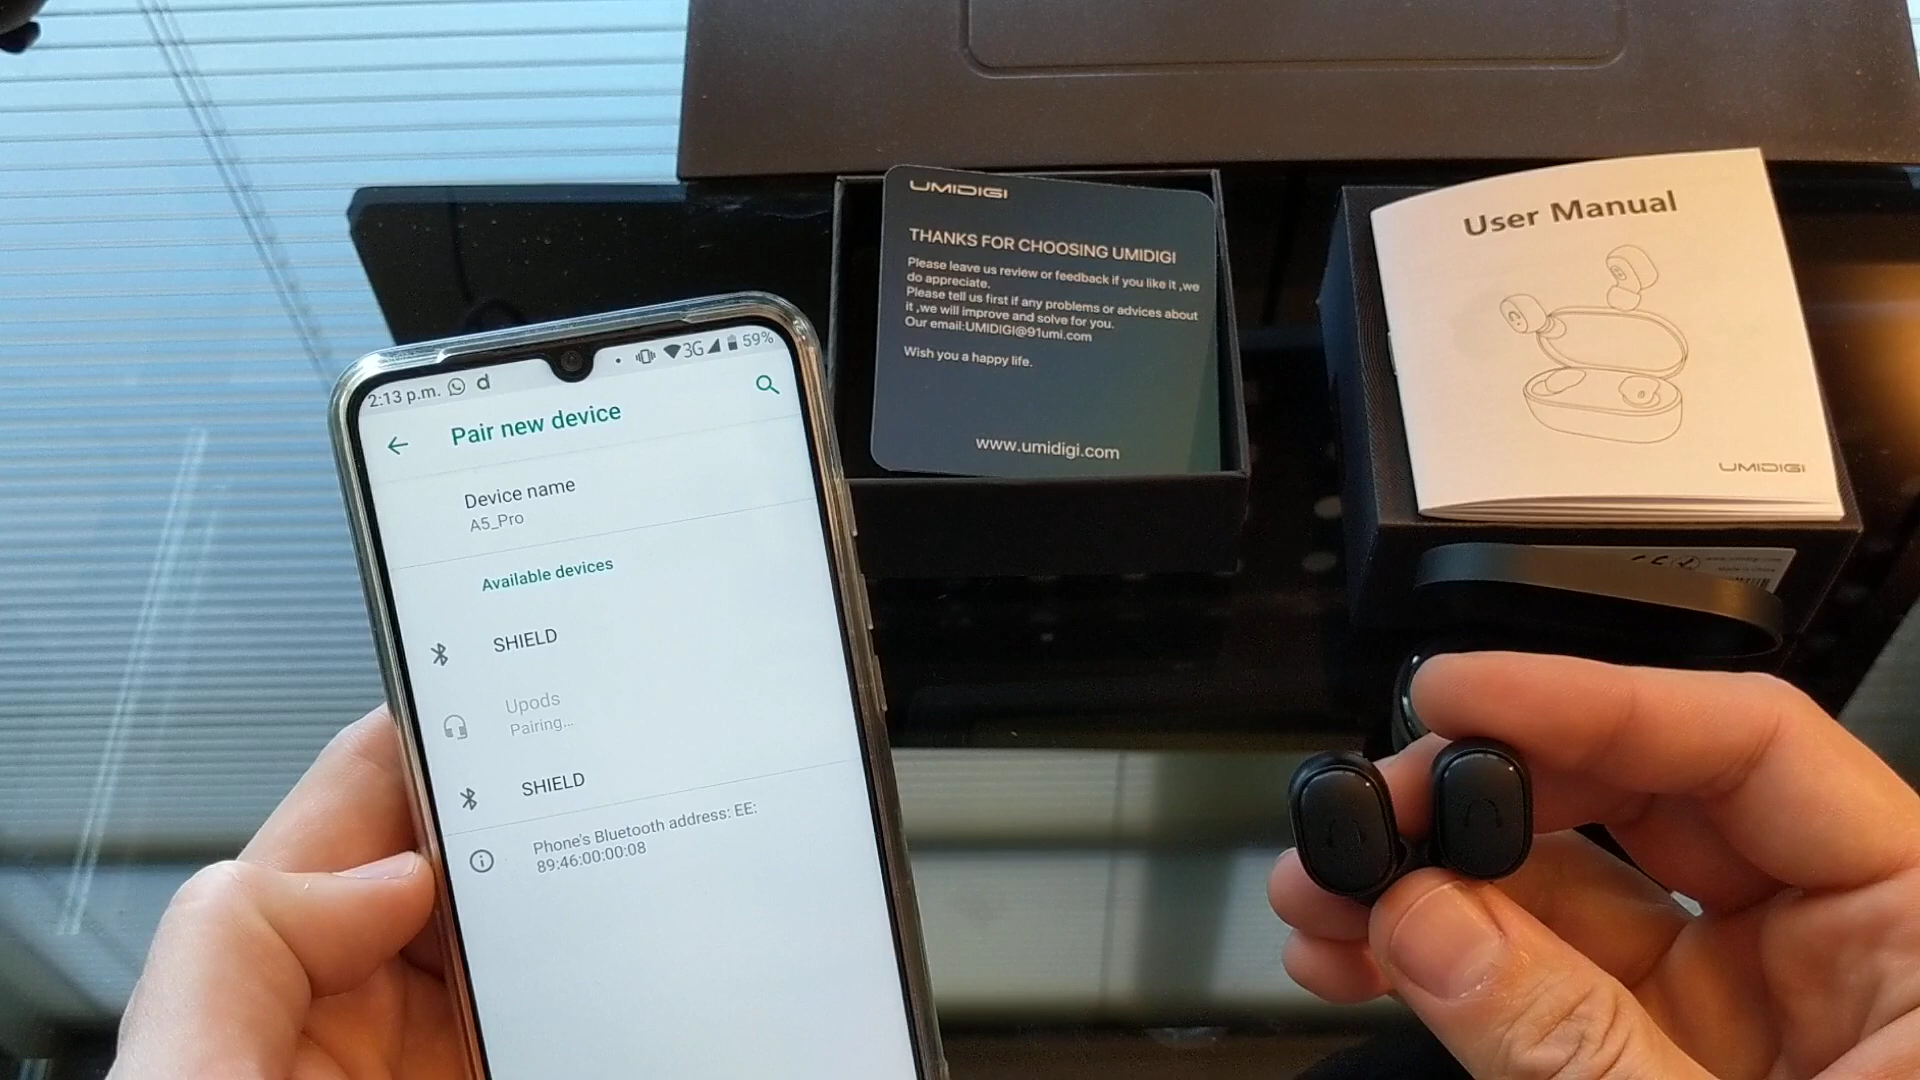 2:13 p.m. d
3G 59%
Pair new device
Device name
A5_Pro
Available devices
SHIELD
Upods
Pairing...
SHIELD
Phone's Bluetooth address: EE:
89:46:00:00:08
UMIDIGI
THANKS FOR CHOOSING UMIDIGI
Please leave us review or feedback if you like it ,we
do appreciate.
Please tell us first if any problems or advices about
it ,we will improve and solve for you.
Our email:UMIDIGI@91umi.com
Wish you a happy life.
www.umidigi.com
User Manual
UMIDIGI